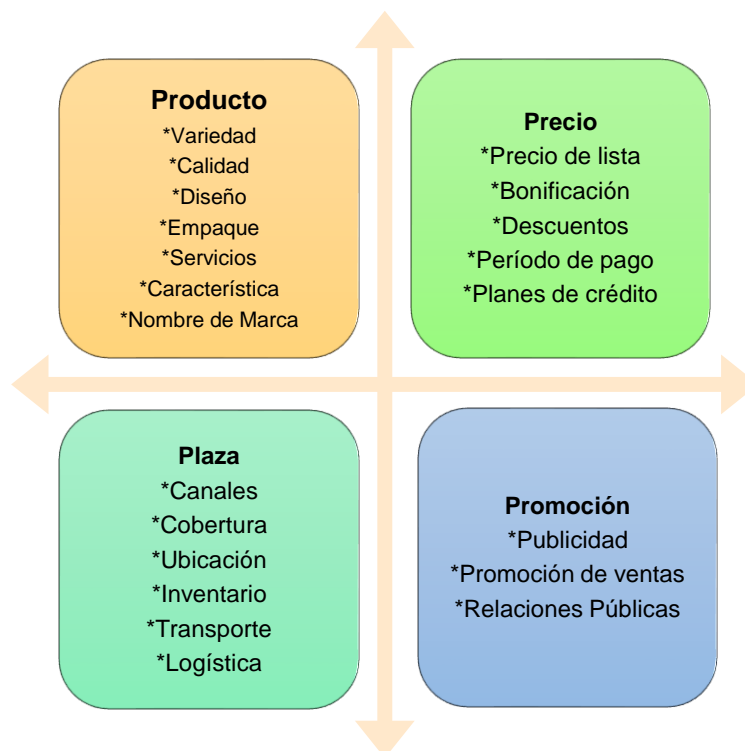 Producto
*Variedad
*Calidad
*Diseño
*Empaque
*Servicios
*Característica
*Nombre de Marca
Precio
*Precio de lista
*Bonificación
*Descuentos
*Período de pago
*Planes de crédito
Plaza
*Canales
*Cobertura
*Ubicación
*Inventario
*Transporte
*Logística
Promoción
*Publicidad
*Promoción de ventas
*Relaciones Públicas